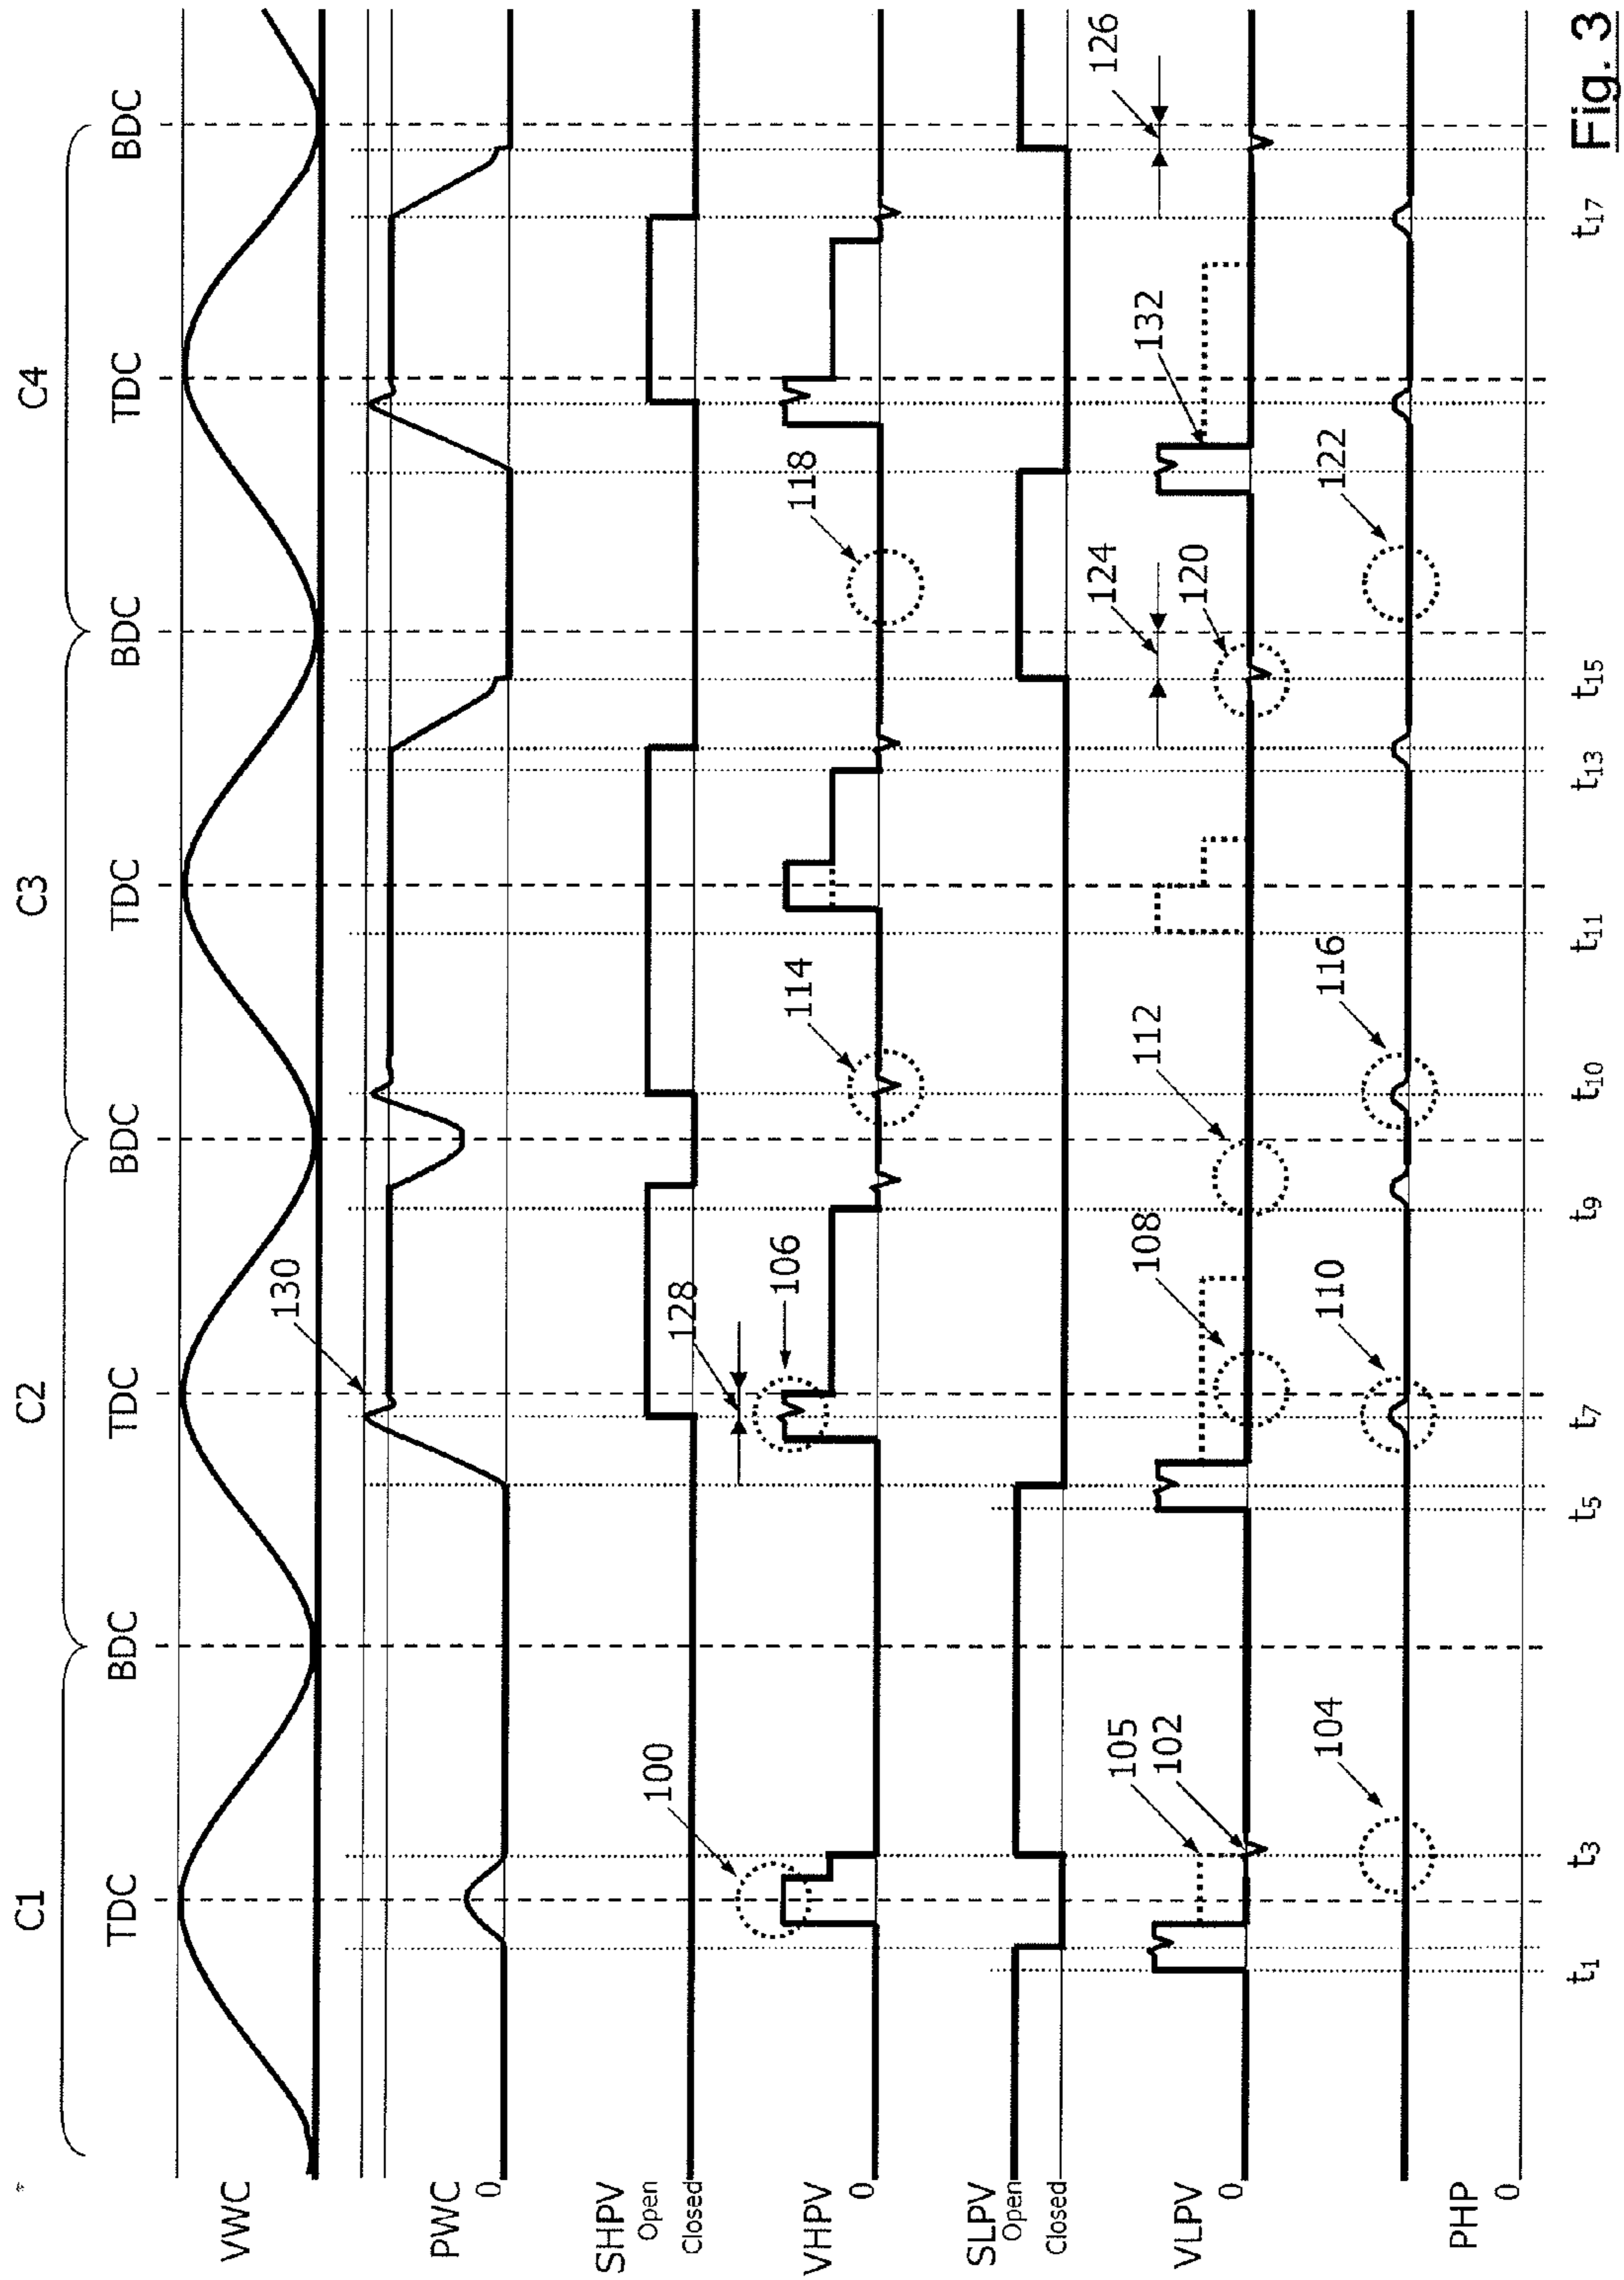 C1 C2 C3 C4
TDC BDC TDC BDC TDC BDC TDC BDC
VWC
130
PWC
0
SHPV
Open
Closed
100
128
106
114
118
VHPV
0
SLPV
Open
Closed
105
102
108
112
124
120
132
126
VLPV
0
104
110
116
122
PHP
0
t1 t3 t5 t7 t9 t10 t11 t13 t15 t17
Fig. 3